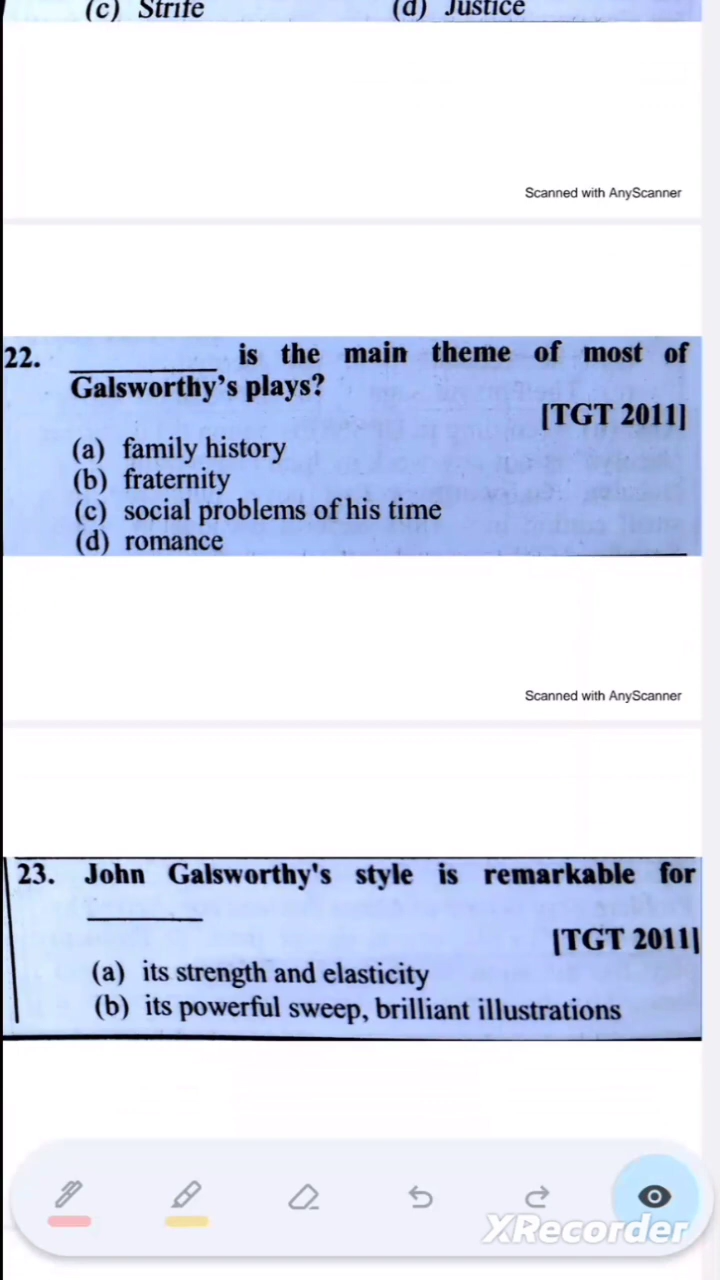 (c) Strife (d) Justice
Scanned with AnyScanner
22. ________ is the main theme of most of
Galsworthy's plays?
[TGT 2011]
(a) family history
(b) fraternity
(c) social problems of his time
(d) romance
Scanned with AnyScanner
23. John Galsworthy's style is remarkable for
________
[TGT 2011]
(a) its strength and elasticity
(b) its powerful sweep, brilliant illustrations
XRecorder